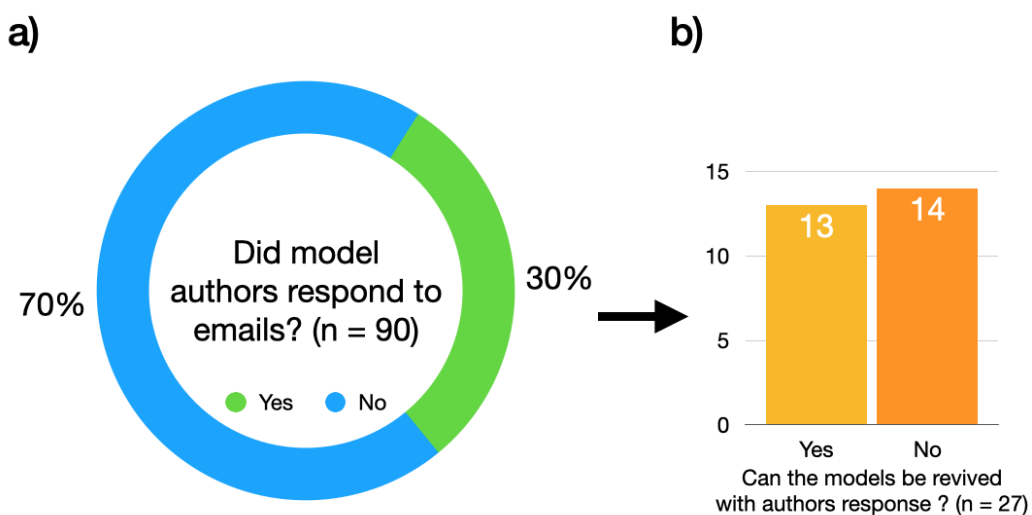 a)
Did model
authors respond to
emails? (n = 90)
Yes
No
70%
30%
b)
15
10
5
0
13
14
Yes
No
Can the models be revived
with authors response ? (n = 27)